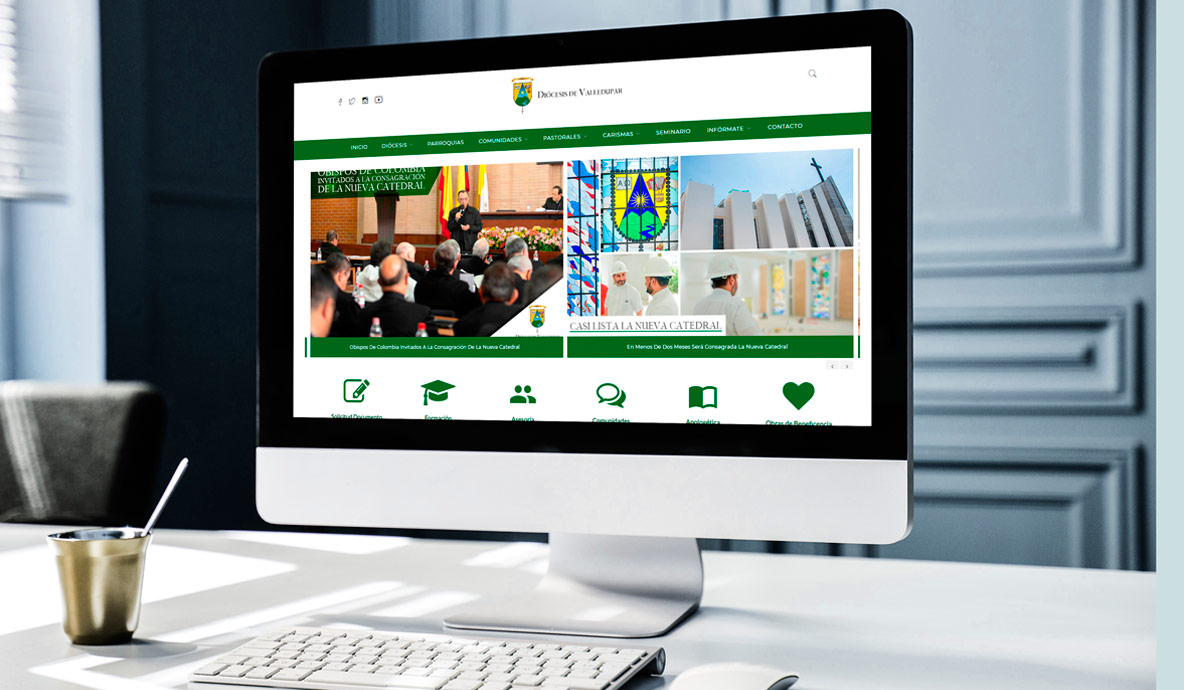 DIÓCESIS DE VALLEDUPAR
INICIO DIÓCESIS PARROQUIAS COMUNIDADES PASTORALES CARISMAS SEMINARIO INFÓRMATE CONTACTO
OBISPOS DE COLOMBIA
INVITADOS A LA CONSAGRACIÓN
DE LA NUEVA CATEDRAL
Obispos De Colombia Invitados A La Consagración De La Nueva Catedral
Α Ω
CASI LISTA LA NUEVA CATEDRAL
En Menos De Dos Meses Será Consagrada La Nueva Catedral
Solicitud Documento Formación Asesoría Comunidades Apologética Obras de Beneficencia